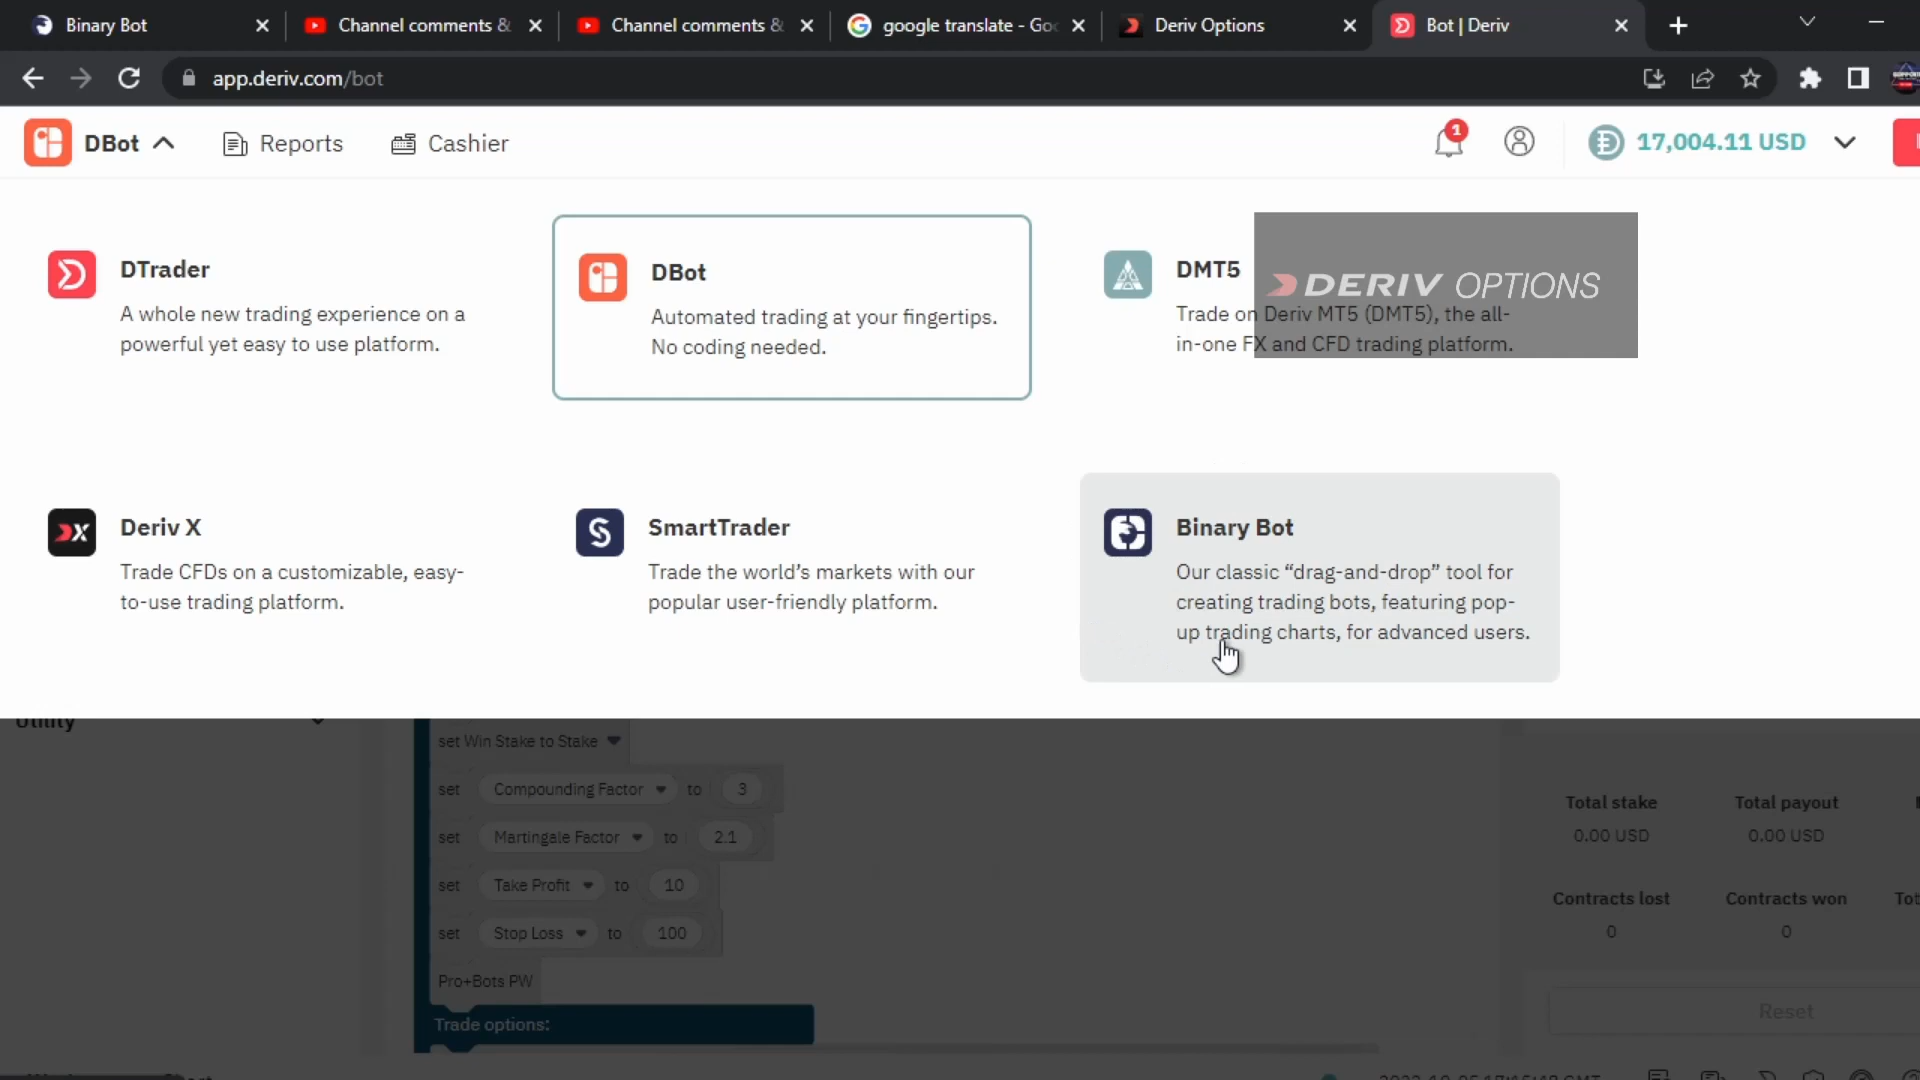 Binary Bot
Channel comments &
Channel comments &
google translate - Goo
Deriv Options
Bot | Deriv
app.deriv.com/bot
DBot
Reports
Cashier
1
17,004.11 USD
DTrader
A whole new trading experience on a
powerful yet easy to use platform.
DBot
Automated trading at your fingertips.
No coding needed.
DMT5
Trade on Deriv MT5 (DMT5), the all-
in-one FX and CFD trading platform.
DERIV OPTIONS
Deriv X
Trade CFDs on a customizable, easy-
to-use trading platform.
SmartTrader
Trade the world's markets with our
popular user-friendly platform.
Binary Bot
Our classic “drag-and-drop” tool for
creating trading bots, featuring pop-
up trading charts, for advanced users.
Utility
set Win Stake to Stake
set Compounding Factor to 3
set Martingale Factor to 2.1
set Take Profit to 10
set Stop Loss to 100
Pro+Bots PW
Trade options:
Total stake
Total payout
0.00 USD
0.00 USD
Contracts lost
Contracts won
0
0
Reset